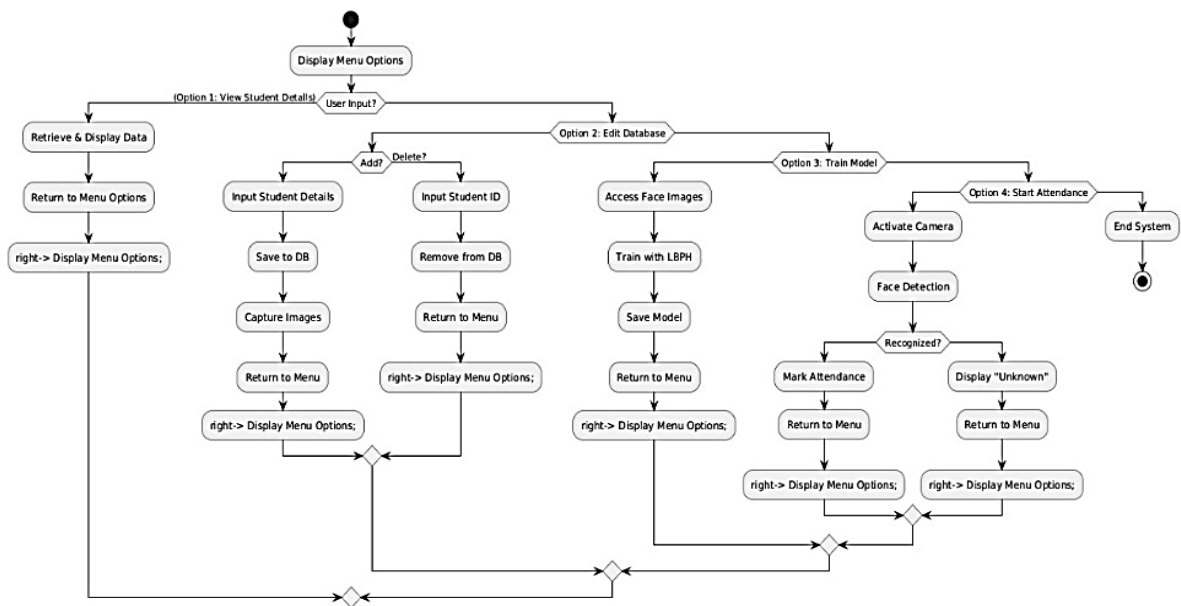 Display Menu Options
(Option 1: View Student Details)
User Input?
Retrieve & Display Data
Return to Menu Options
right-> Display Menu Options;
Option 2: Edit Database
Add?
Delete?
Input Student Details
Save to DB
Capture Images
Return to Menu
right-> Display Menu Options;
Input Student ID
Remove from DB
Return to Menu
right-> Display Menu Options;
Option 3: Train Model
Access Face Images
Train with LBPH
Save Model
Return to Menu
right-> Display Menu Options;
Option 4: Start Attendance
Activate Camera
Face Detection
Recognized?
Mark Attendance
Return to Menu
right-> Display Menu Options;
Display "Unknown"
Return to Menu
right-> Display Menu Options;
End System